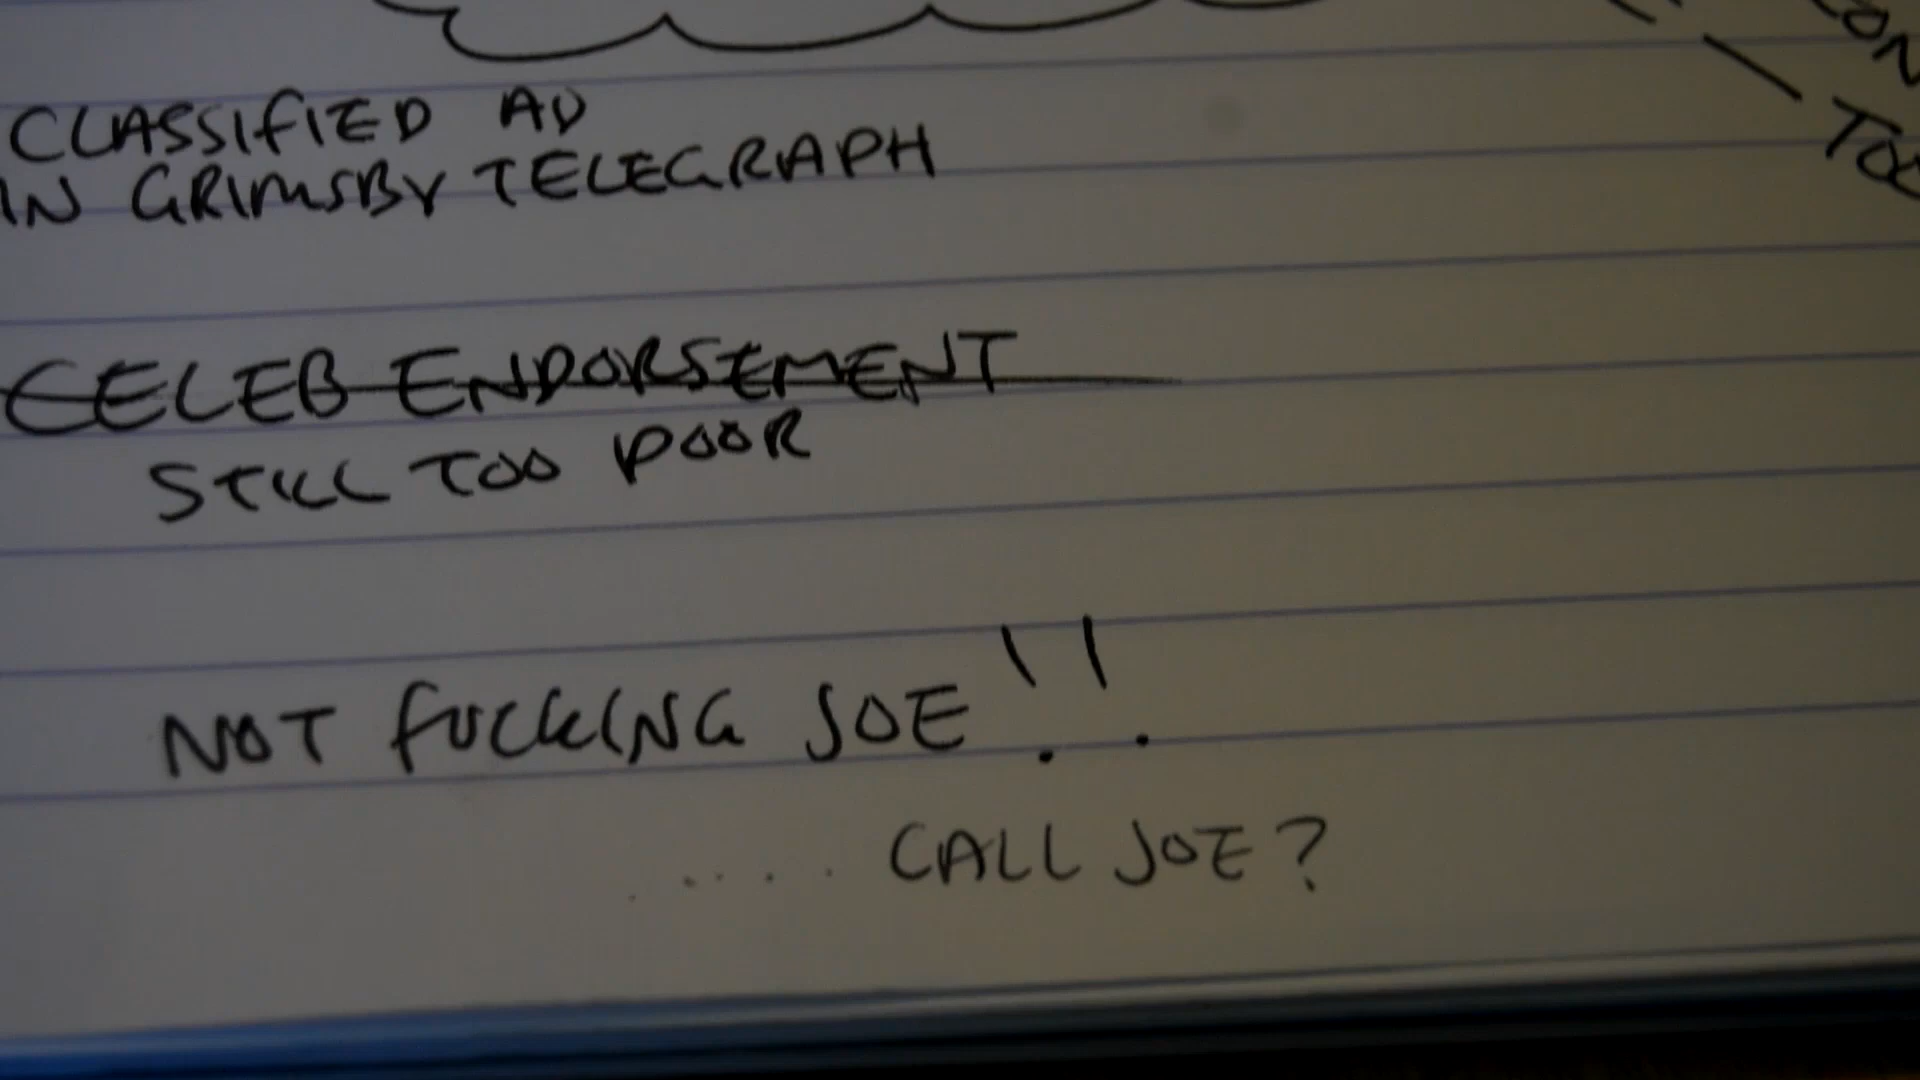 CLASSIFIED AD
IN GRIMSBY TELEGRAPH
CELEB ENDORSEMENT
STILL TOO POOR
NOT FUCKING JOE!!
..... CALL JOE?